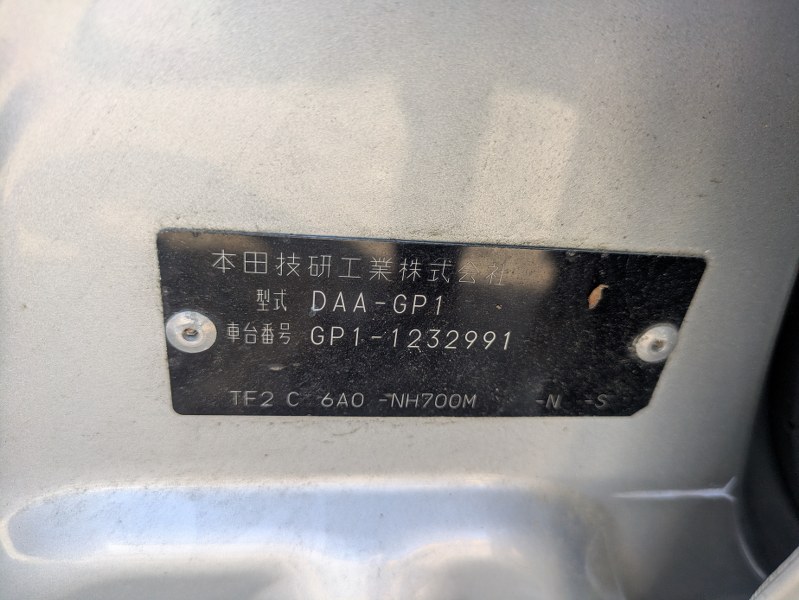 本田技研工業株式会社
型式 DAA-GP1
車台番号 GP1-1232991
TF2 C 6A0 -NH700M -N -S